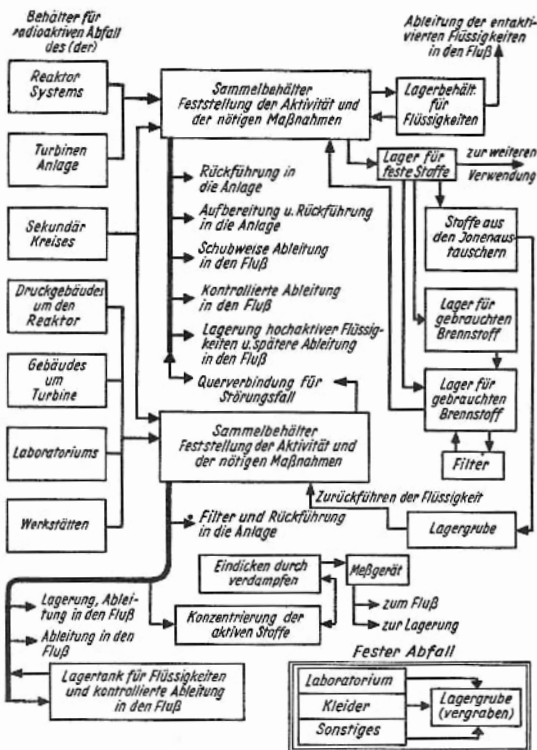 Behälter für
radioaktiven Abfall
des (der)
Reaktor
Systems
Turbinen
Anlage
Sekundär
Kreises
Druckgebäudes
um den
Reaktor
Gebäudes
um
Turbine
Laboratoriums
Werkstätten
Sammelbehälter
Feststellung der Aktivität und
der nötigen Maßnahmen
Ableitung der entakti-
vierten Flüssigkeiten
in den Fluß
Lagerbehält
für
Flüssigkeiten
Lager für
feste Stoffe
zur weiteren
Verwendung
Stoffe aus
den Jonenaus
tauschern
Rückführung in
die Anlage
Aufbereitung u. Rückführung
in die Anlage
Schubweise Ableitung
in den Fluß
Kontrollierte Ableitung
in den Fluß
Lagerung hochaktiver Flüssig-
keiten u. spätere Ableitung
in den Fluß
Querverbindung für
Störungsfall
Lager für
gebrauchten
Brennstoff
Lager für
gebrauchten
Brennstoff
Filter
Sammelbehälter
Feststellung der Aktivität und
der nötigen Maßnahmen
Zurückführen der Flüssigkeit
Lagergrube
Filter und Rückführung
in die Anlage
Eindicken durch
verdampfen
Meßgerät
Konzentrierung der
aktiven Stoffe
zum Fluß
zur Lagerung
Lagerung, Ablei-
tung in den Fluß
Ableitung in den
Fluß
Lagertank für Flüssigkeiten
und kontrollierte Ableitung
in den Fluß
Fester Abfall
Laboratorium
Kleider
Sonstiges
Lagergrube
(vergraben)